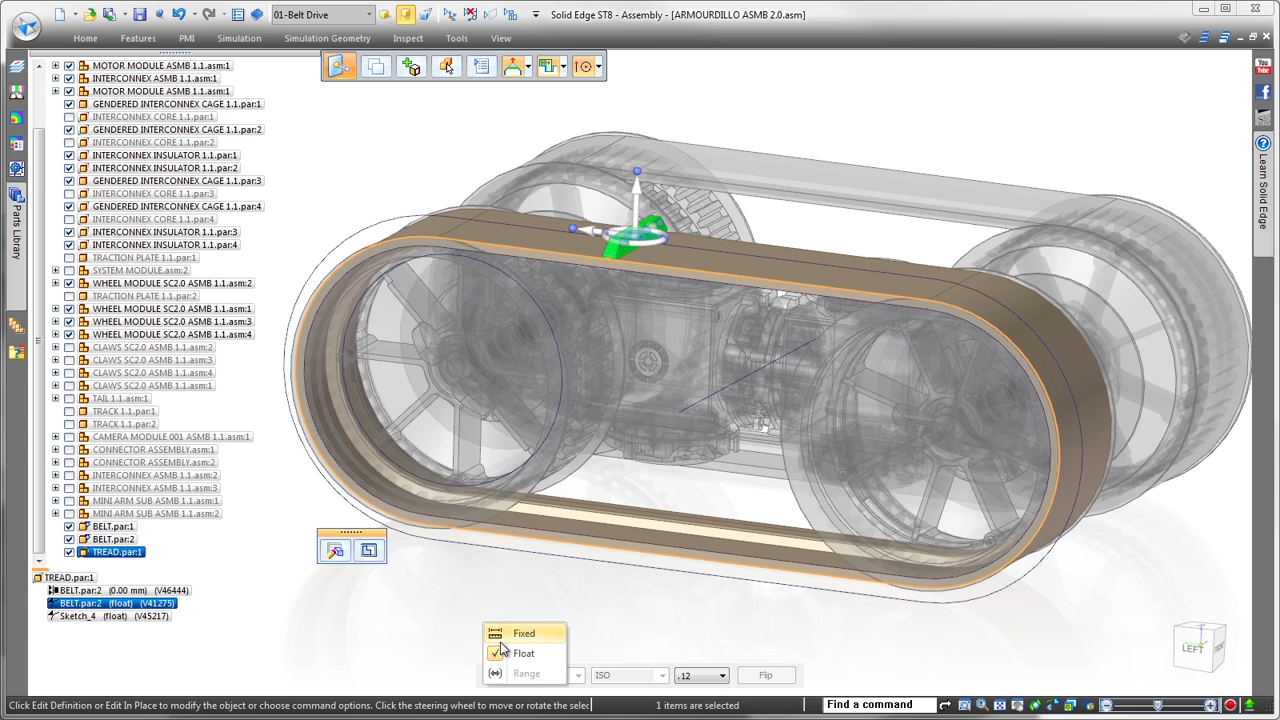 01-Belt Drive
Solid Edge ST8 - Assembly - [ARMOURDILLO ASMB 2.0.asm]
Home Features PMI Simulation Simulation Geometry Inspect Tools View
MOTOR MODULE ASMB 1.1.asm:1
INTERCONNEX ASMB 1.asm:1
MOTOR MODULE ASMB 1.1.asm:2
GENDERED INTERCONNEX CAGE 1.1.par:1
INTERCONNEX CORE 1.1.par:1
GENDERED INTERCONNEX CAGE 1.1.par:2
INTERCONNEX CORE 1.1.par:2
INTERCONNEX INSULATOR 1.1.par:1
INTERCONNEX INSULATOR 1.1.par:2
GENDERED INTERCONNEX CAGE 1.1.par:3
INTERCONNEX CORE 1.1.par:3
GENDERED INTERCONNEX CAGE 1.1.par:4
INTERCONNEX CORE 1.1.par:4
INTERCONNEX INSULATOR 1.1.par:3
INTERCONNEX INSULATOR 1.1.par:4
TRACTION PLATE 1.1.par:1
SYSTEM MODULE.asm:2
WHEEL MODULE SC2.0 ASMB 1.1.asm:2
TRACTION PLATE 1.1.par:2
WHEEL MODULE SC2.0 ASMB 1.1.asm:1
WHEEL MODULE SC2.0 ASMB 1.1.asm:3
WHEEL MODULE SC2.0 ASMB 1.1.asm:4
CLAWS SC2.0 ASMB 1.1.asm:2
CLAWS SC2.0 ASMB 1.1.asm:3
CLAWS SC2.0 ASMB 1.1.asm:4
CLAWS SC2.0 ASMB 1.1.asm:1
TAIL 1.1.asm:1
TRACK 1.1.par:1
TRACK 1.1.par:2
CAMERA MODULE 001 ASMB 1.1.asm:1
CONNECTOR ASSEMBLY.asm:1
CONNECTOR ASSEMBLY.asm:2
INTERCONNEX ASMB 1.1.asm:2
INTERCONNEX ASMB 1.1.asm:3
MINI ARM SUB ASMB 1.1.asm:1
MINI ARM SUB ASMB 1.1.asm:2
BELT.par:1
BELT.par:2
TREAD.par:1
TREAD.par:1
BELT.par:2 (0.00 mm) (V46444)
BELT.par:2 (float) (V41275)
Sketch_4 (float) (V45217)
Parts Library
You Tube
Learn Solid Edge
Fixed
Float
Range
ISO
.12
Flip
LEFT
Click Edit Definition or Edit In Place to modify the object or choose command options. Click the steering wheel to move or rotate the selec
1 items are selected
Find a command